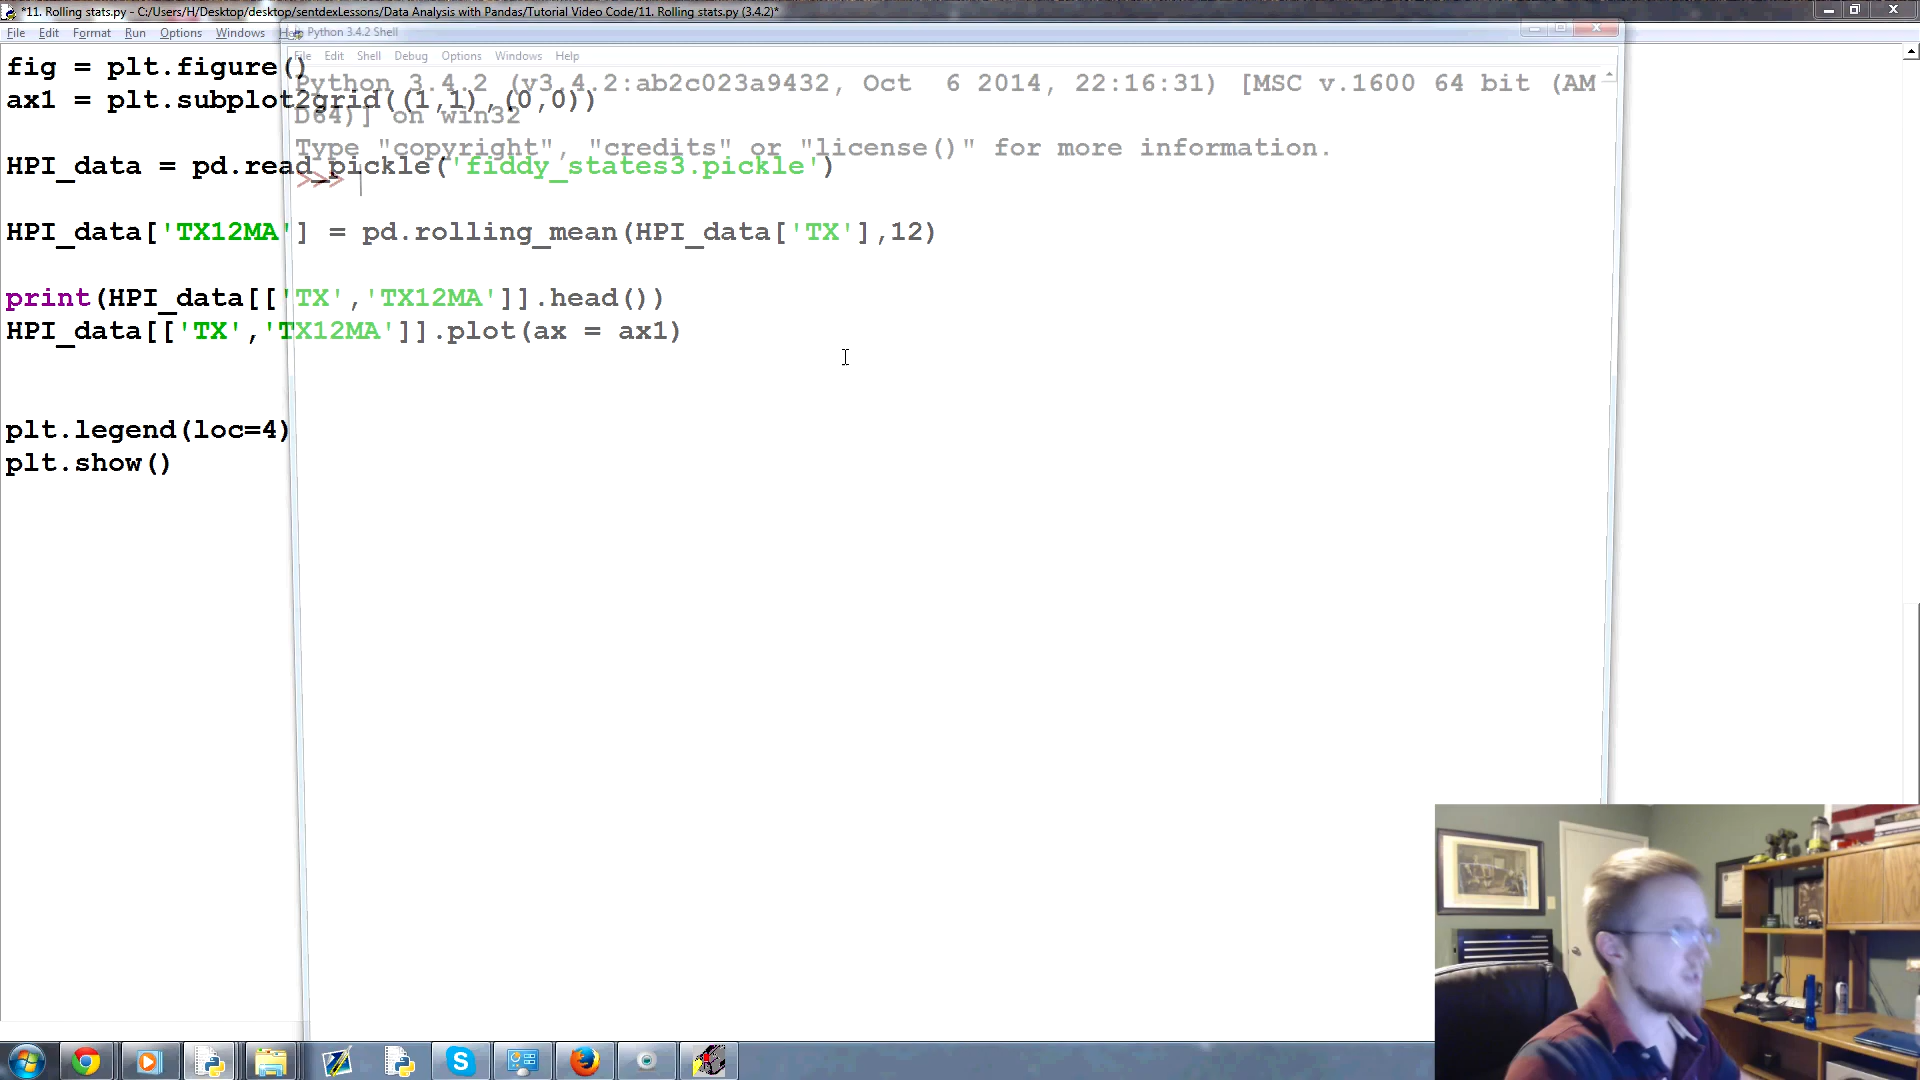 *11. Rolling stats.py - C:/Users/H/Desktop/desktop/sentdexLessons/Data Analysis with Pandas/Tutorial Video Code/11. Rolling stats.py (3.4.2)*
File Edit Format Run Options Windows Help
Python 3.4.2 Shell
File Edit Shell Debug Options Windows Help
fig = plt.figure()
Python 3.4.2 (v3.4.2:ab2c023a9432, Oct  6 2014, 22:16:31) [MSC v.1600 64 bit (AM
ax1 = plt.subplot2grid((1,1),(0,0))
D64)] on win32
Type "copyright", "credits" or "license()" for more information.
HPI_data = pd.read_pickle('fiddy_states3.pickle')
>>>
HPI_data['TX12MA'] = pd.rolling_mean(HPI_data['TX'],12)
print(HPI_data[['TX','TX12MA']].head())
HPI_data[['TX','TX12MA']].plot(ax = ax1)
plt.legend(loc=4)
plt.show()